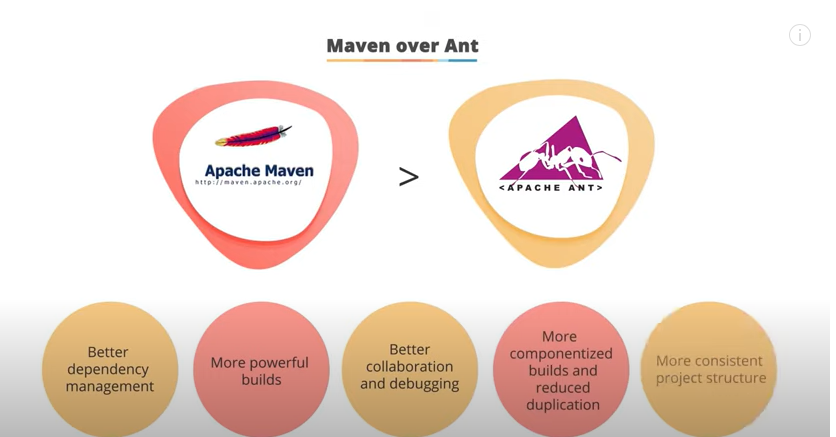 Maven over Ant
Apache Maven
http://maven.apache.org/
>
<APACHE ANT>
Better
dependency
management
More powerful
builds
Better
collaboration
and debugging
More
componentized
builds and
reduced
duplication
More consistent
project structure